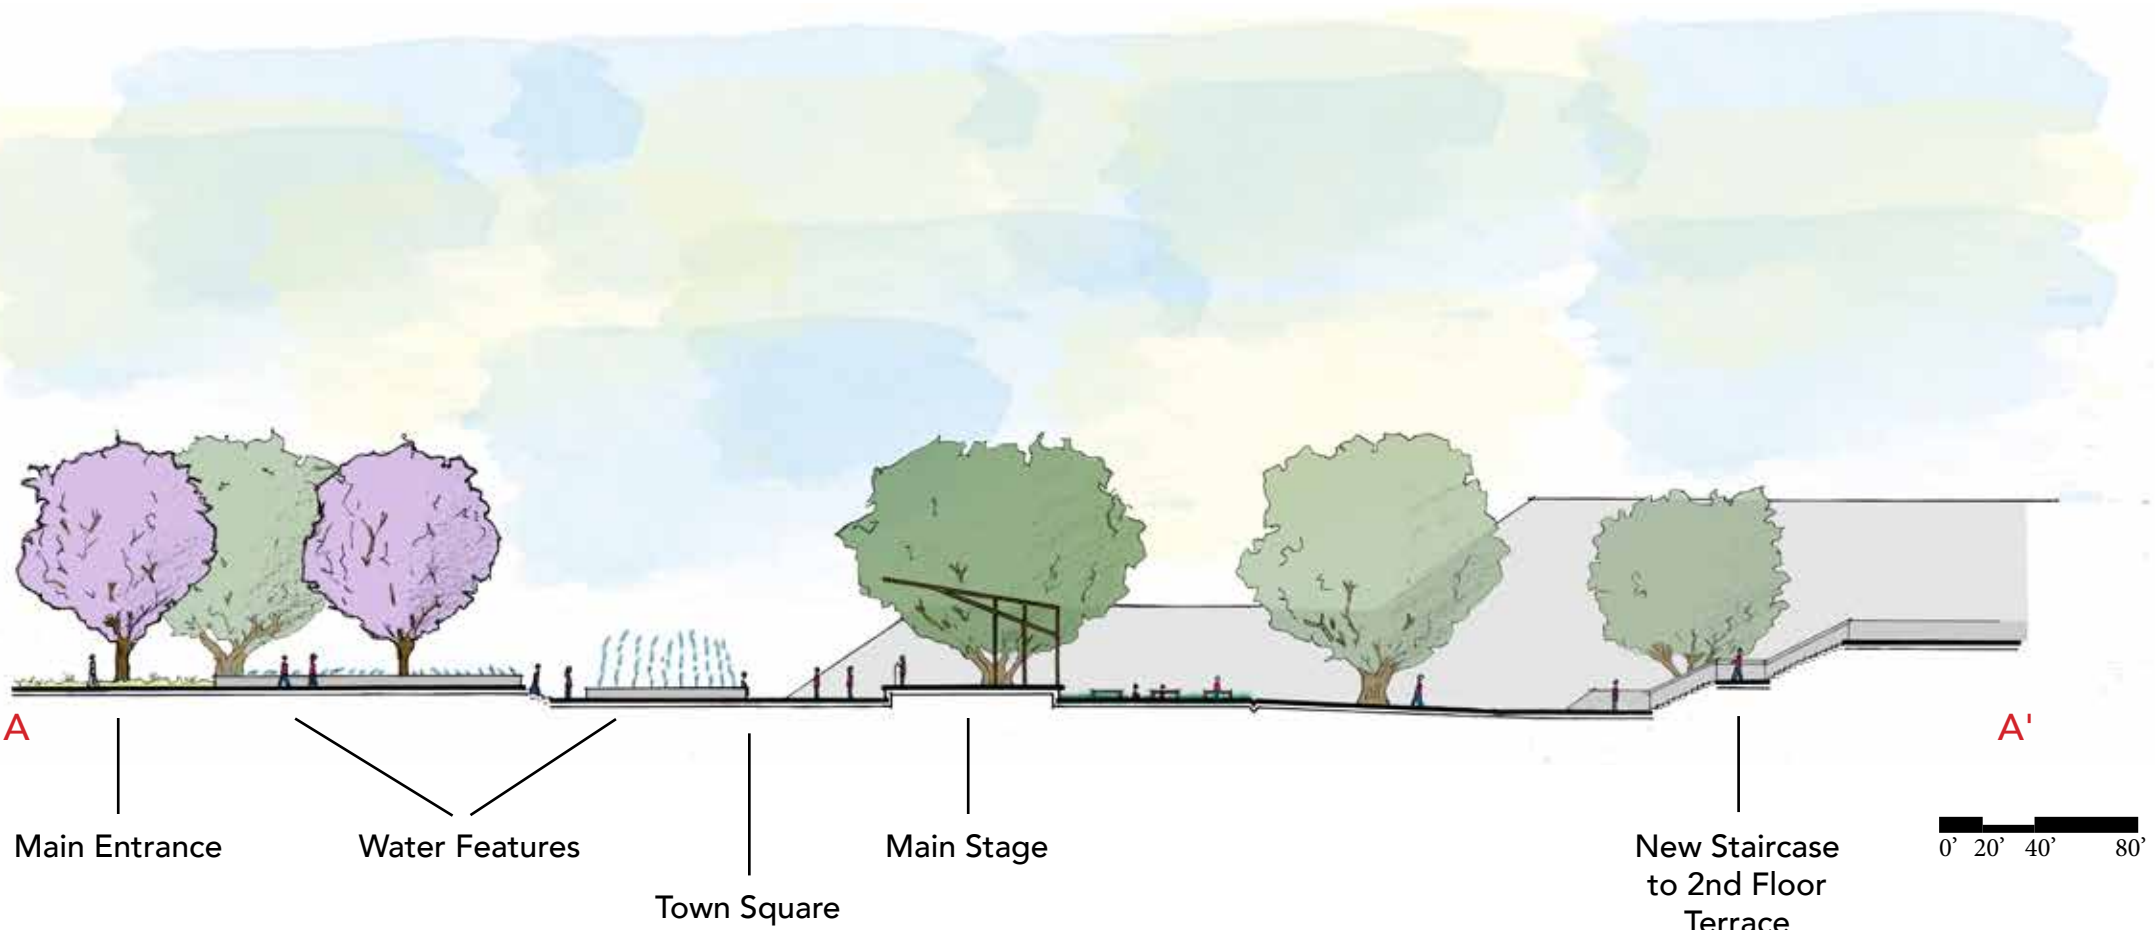 A
A'
Main Entrance
Water Features
Town Square
Main Stage
New Staircase
to 2nd Floor
Terrace
0’ 20’ 40’ 80’